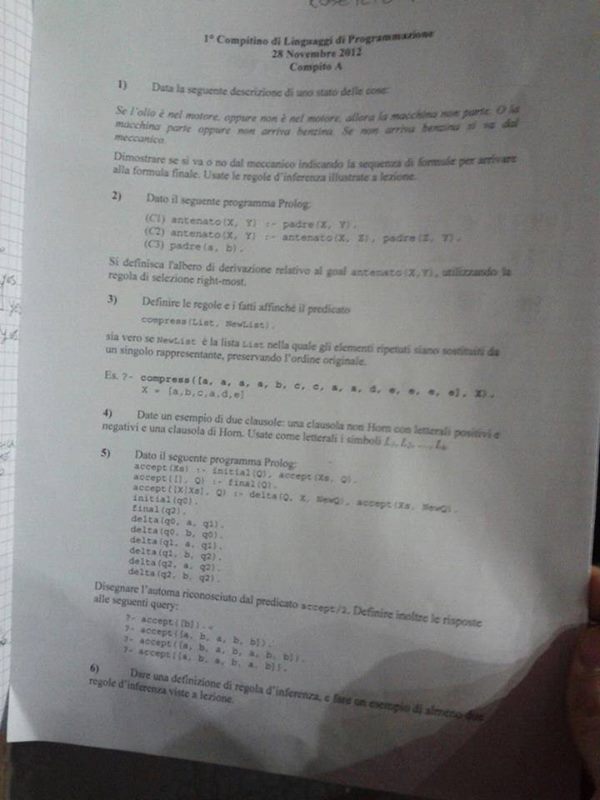 1° Compitino di Linguaggi di Programmazione
28 Novembre 2012
Compito A
1) Data la seguente descrizione di uno stato delle cose:
Se l'olio è nel motore, oppure non è nel motore, allora la macchina non parte. O la
macchina parte oppure non arriva benzina. Se non arriva benzina si va dal
meccanico.
Dimostrare se si va o no dal meccanico indicando la sequenza di formule per arrivare
alla formula finale. Usate le regole d'inferenza illustrate a lezione.
2) Dato il seguente programma Prolog:
(C1) antenato(X, Y) :- padre(X, Y).
(C2) antenato(X, Y) :- antenato(X, Z), padre(Z, Y).
(C3) padre(a, b).
Si definisca l'albero di derivazione relativo al goal antenato(X,Y), utilizzando la
regola di selezione right-most.
3) Definire le regole e i fatti affinché il predicato
compress(List, NewList).
sia vero se NewList è la lista List nella quale gli elementi ripetuti siano sostituiti da
un singolo rappresentante, preservando l'ordine originale.
Es. ?- compress([a, a, a, a, b, c, c, a, a, d, e, e, e, e], X).
X = [a,b,c,a,d,e]
4) Date un esempio di due clausole: una clausola non Horn con letterali positivi e
negativi e una clausola di Horn. Usate come letterali i simboli L₁, L₂, ...,
5) Dato il seguente programma Prolog:
accept(Xs) :- initial(Q), accept(Xs, Q).
accept([], Q) :- final(Q).
accept([X|Xs], Q) :- delta(Q, X, NewQ), accept(Xs, NewQ).
initial(q0).
final(q2).
delta(q0, a, q1).
delta(q0, b, q0).
delta(q1, a, q1).
delta(q1, b, q2).
delta(q2, a, q2).
delta(q2, b, q2).
Disegnare l'automa riconosciuto dal predicato accept/2. Definire inoltre le risposte
alle seguenti query:
?- accept([b]).
?- accept([a, b, a, b, b]).
?- accept([a, b, a, b, a, b, b]).
?- accept([a, b, a, b, a, b]).
6) Dare una definizione di regola d'inferenza, e fare un esempio di almeno due
regole d'inferenza viste a lezione.